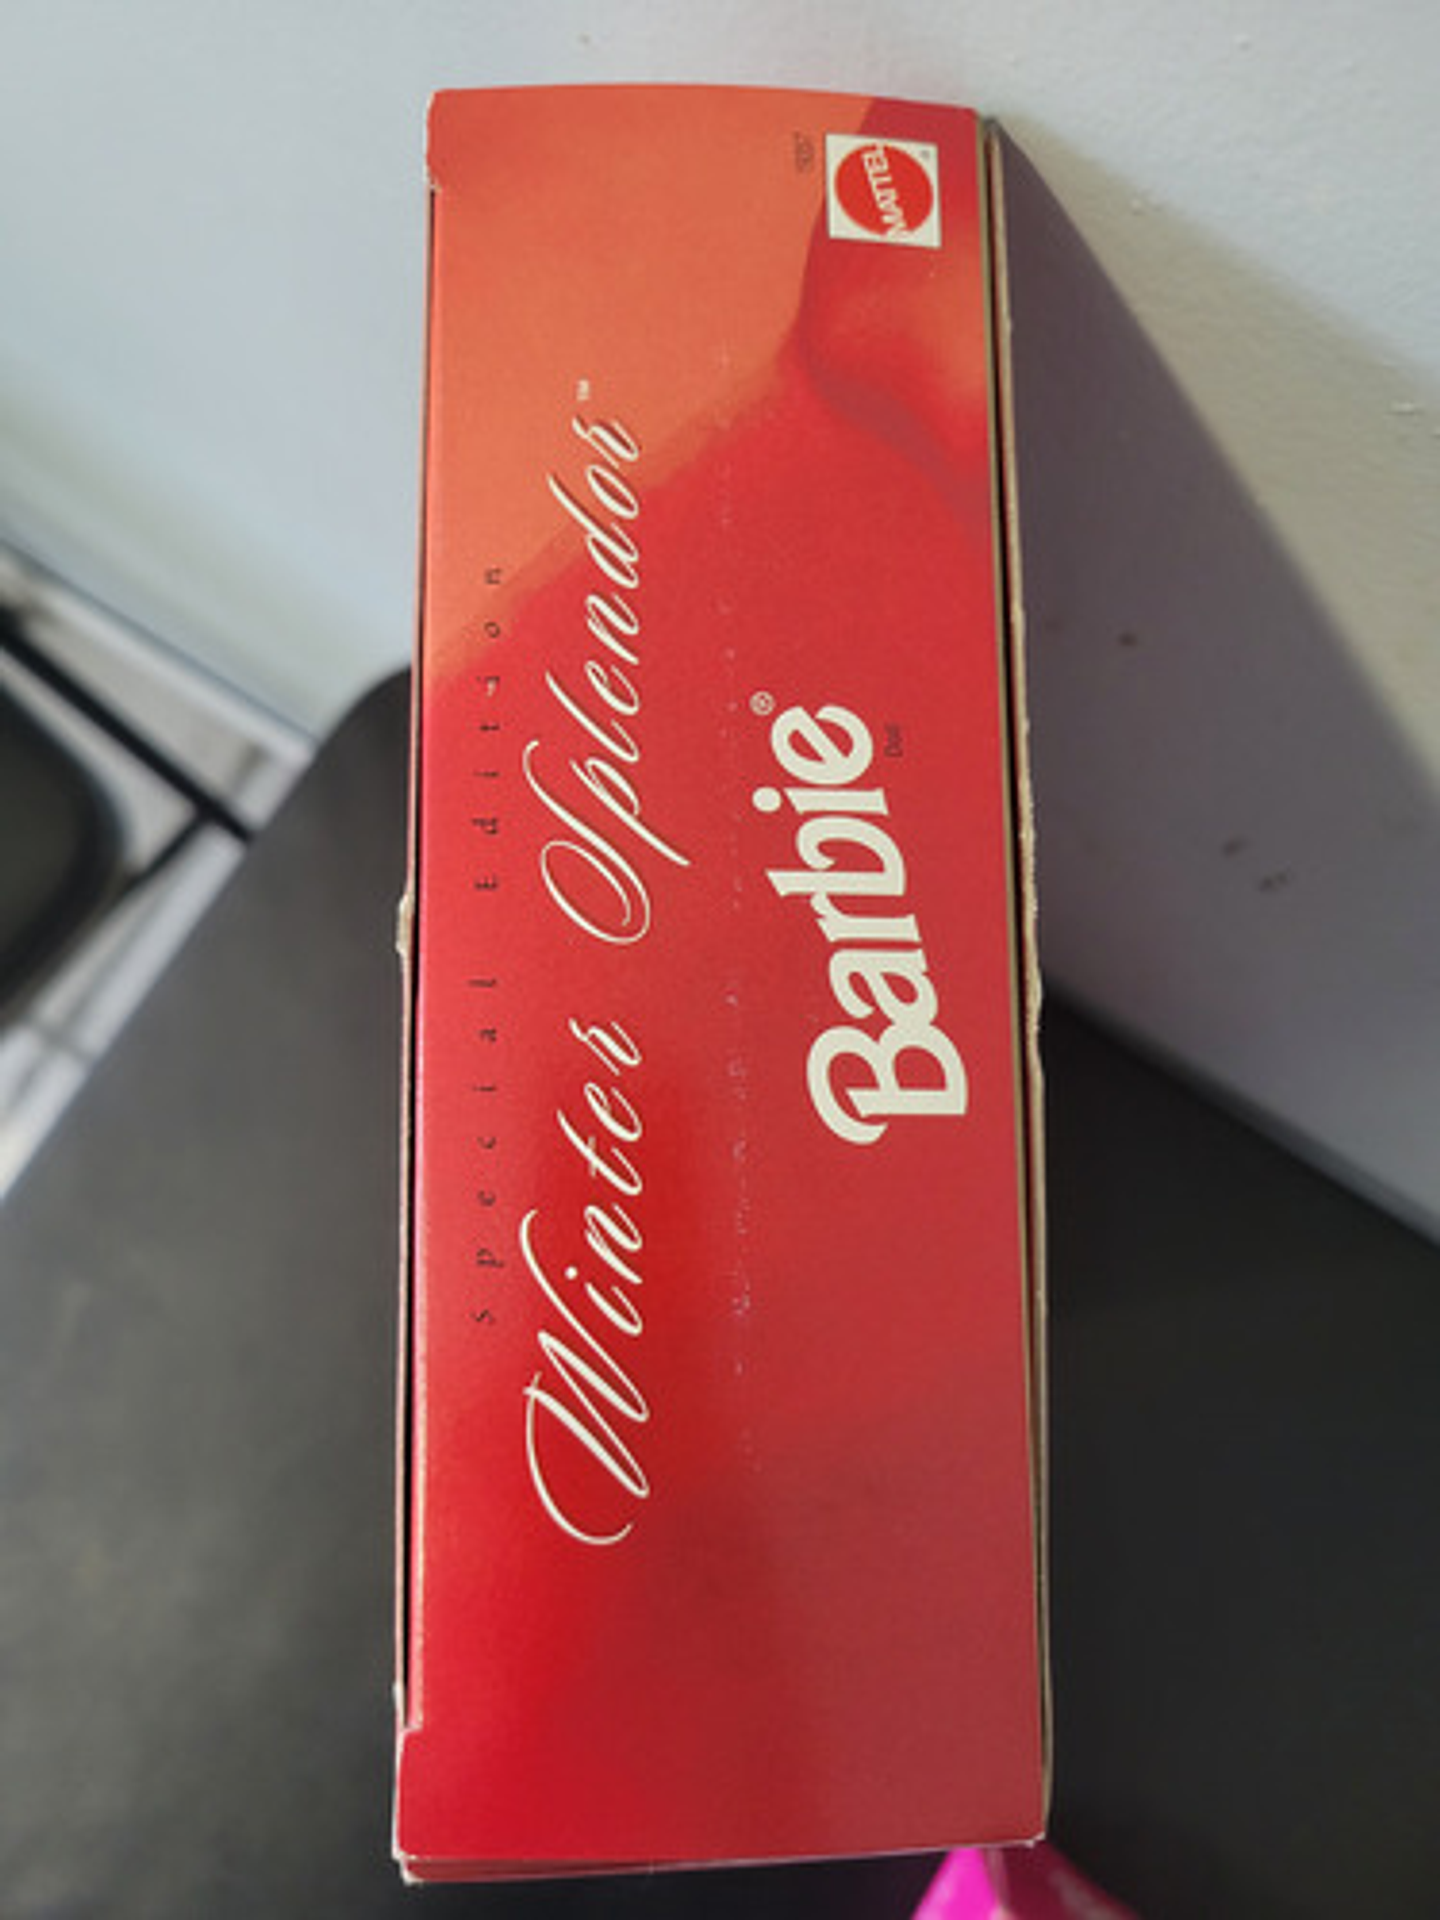 Special Edition
Winter Splendor™
Barbie®
Doll
MATTEL®